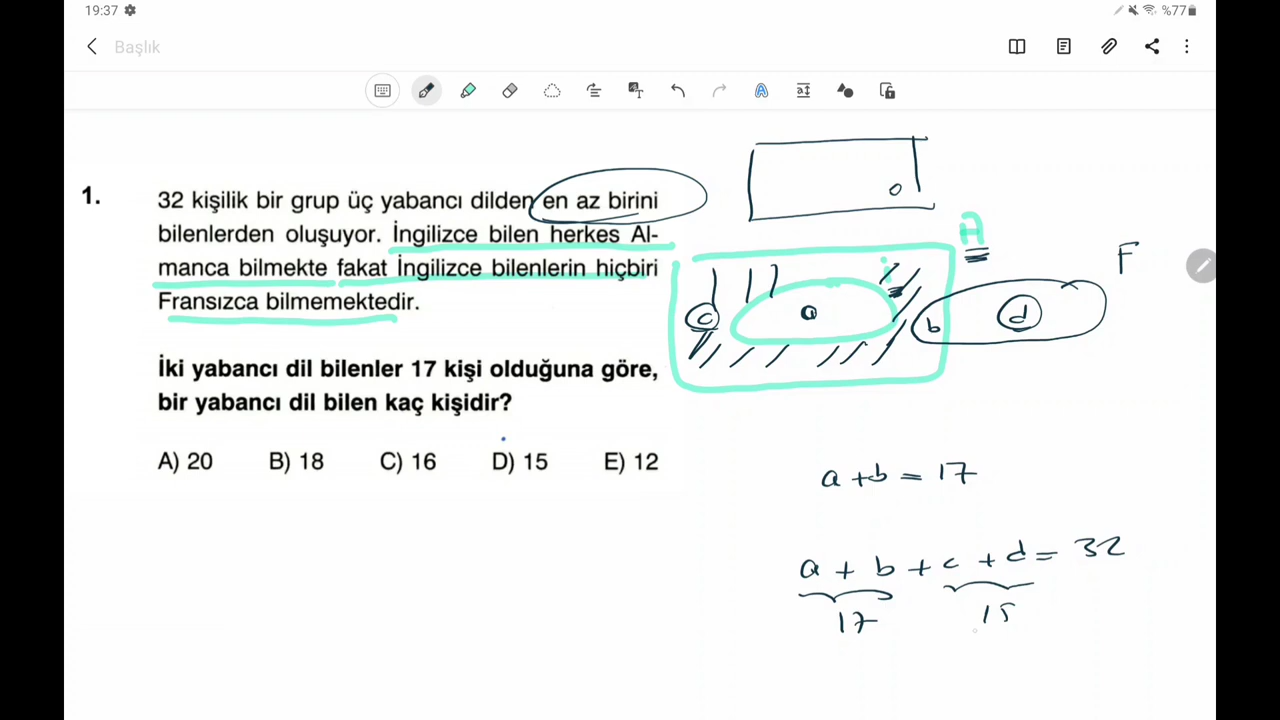 19:37 %77
Başlık
1.
32 kişilik bir grup üç yabancı dilden en az birini
bilenlerden oluşuyor. İngilizce bilen herkes Al-
manca bilmekte fakat İngilizce bilenlerin hiçbiri
Fransızca bilmemektedir.
İki yabancı dil bilenler 17 kişi olduğuna göre,
bir yabancı dil bilen kaç kişidir?
A) 20 B) 18 C) 16 D) 15 E) 12
0
A
F
i
c a b d
a + b = 17
a + b + c + d = 32
17 15